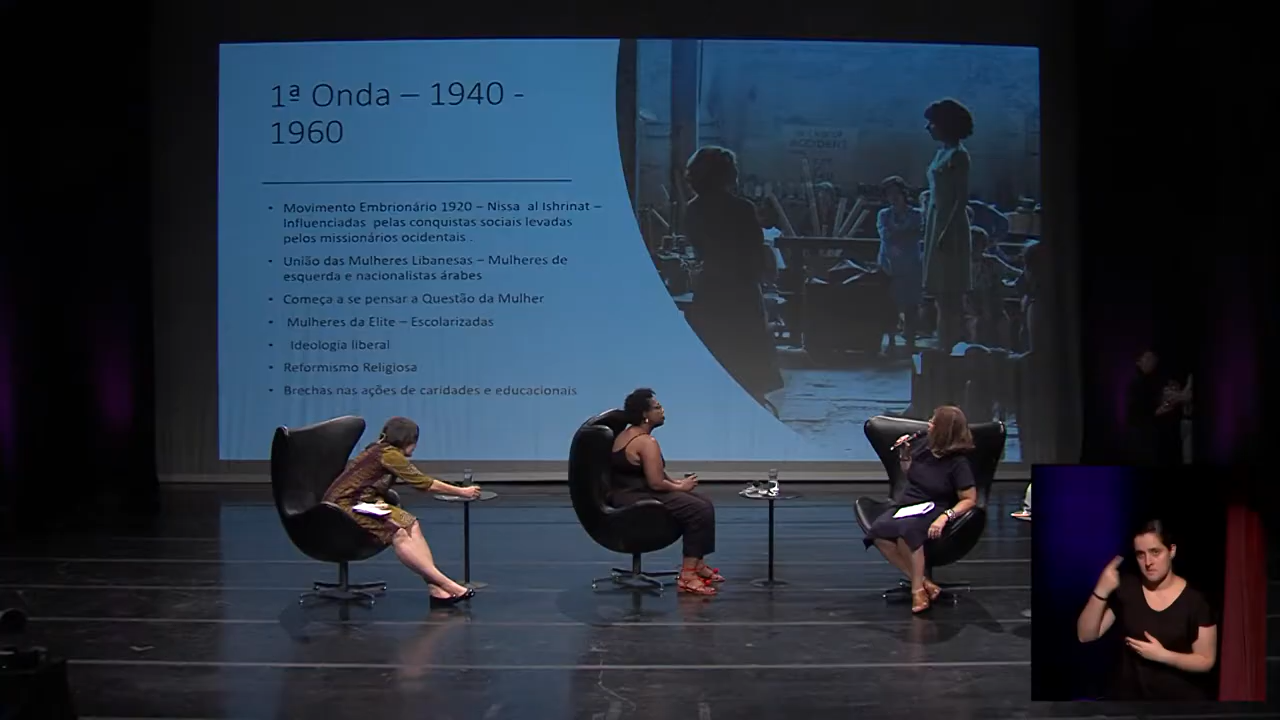 1ª Onda – 1940 -
1960
• Movimento Embrionário 1920 – Nissa al Ishrinat –
Influenciadas pelas conquistas sociais levadas
pelos missionários ocidentais .
• União das Mulheres Libanesas – Mulheres de
esquerda e nacionalistas árabes
• Começa a se pensar a Questão da Mulher
• Mulheres da Elite – Escolarizadas
• Ideologia liberal
• Reformismo Religiosa
• Brechas nas ações de caridades e educacionais
ACCIDENT